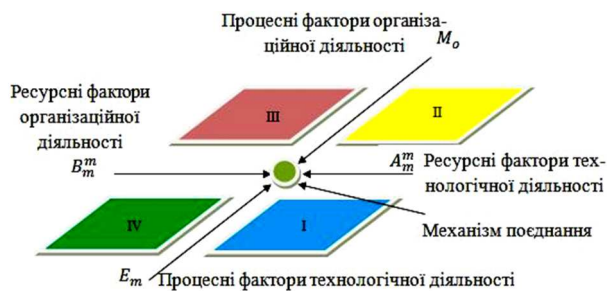 Процесні фактори організа-
ційної діяльності
M_o
Ресурсні фактори
організаційної
діяльності
B_m^m
III
II
A_m^m
Ресурсні фактори тех-
нологічної діяльності
IV
I
Механізм поєднання
E_m
Процесні фактори технологічної діяльності